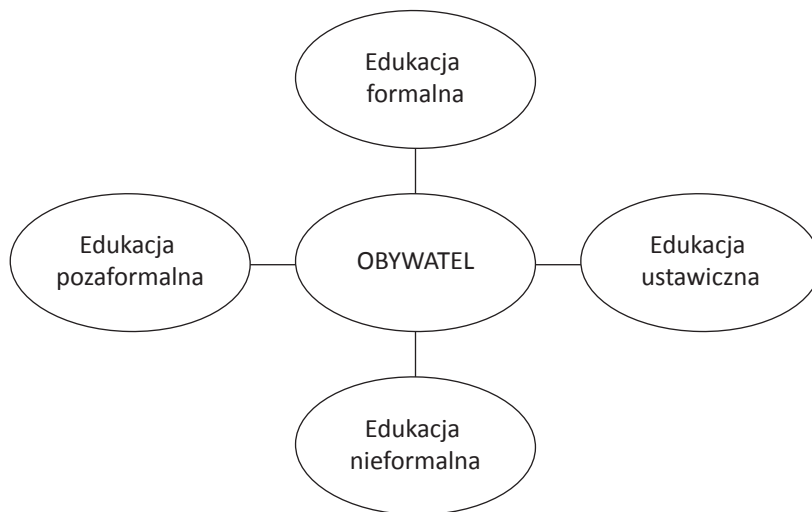 Edukacja
formalna
Edukacja
pozaformalna
OBYWATEL
Edukacja
ustawiczna
Edukacja
nieformalna